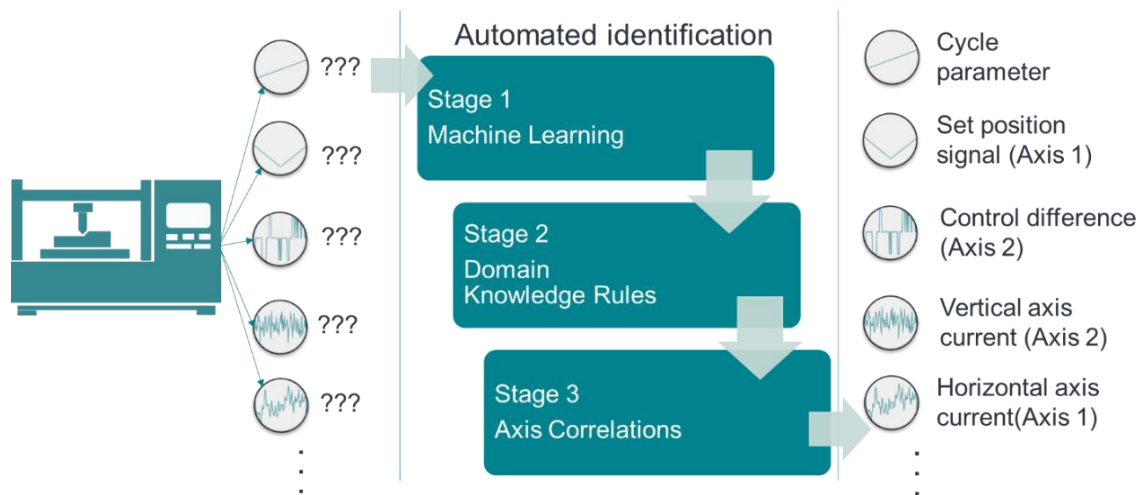 Automated identification
???
???
???
???
???
Stage 1
Machine Learning
Stage 2
Domain
Knowledge Rules
Stage 3
Axis Correlations
Cycle
parameter
Set position
signal (Axis 1)
Control difference
(Axis 2)
Vertical axis
current (Axis 2)
Horizontal axis
current(Axis 1)